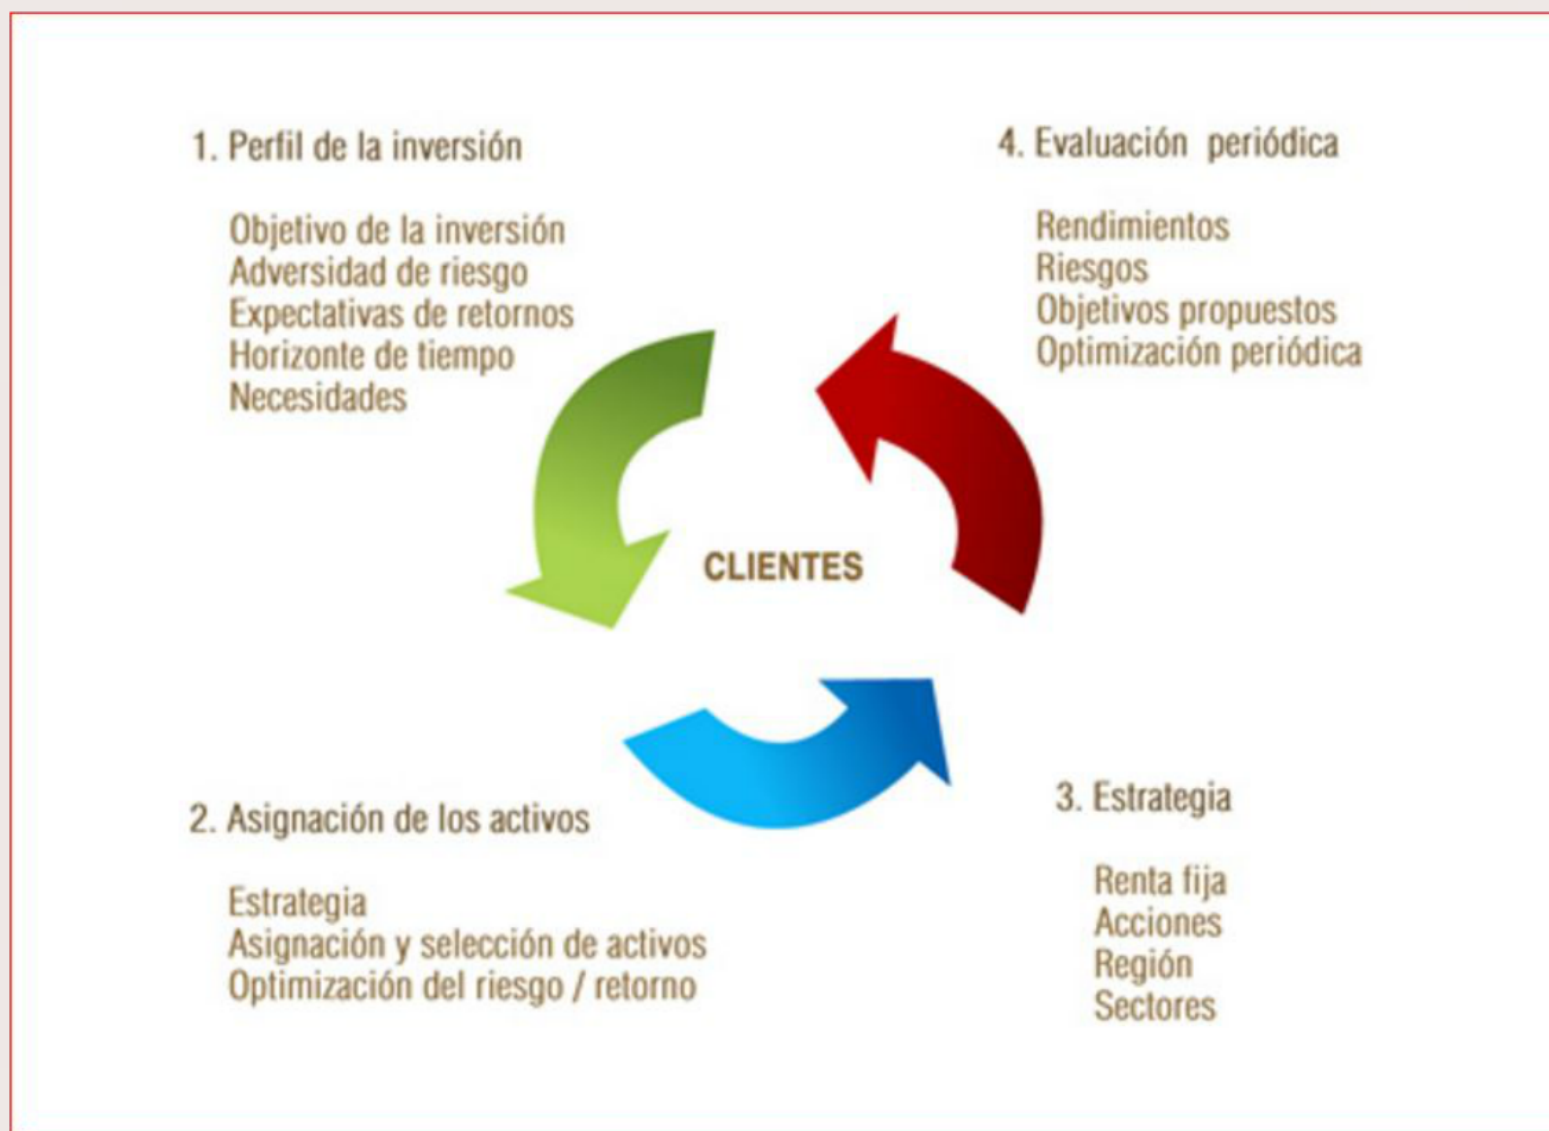 1. Perfil de la inversión
Objetivo de la inversión
Adversidad de riesgo
Expectativas de retornos
Horizonte de tiempo
Necesidades
CLIENTES
2. Asignación de los activos
Estrategia
Asignación y selección de activos
Optimización del riesgo / retorno
3. Estrategia
Renta fija
Acciones
Región
Sectores
4. Evaluación periódica
Rendimientos
Riesgos
Objetivos propuestos
Optimización periódica